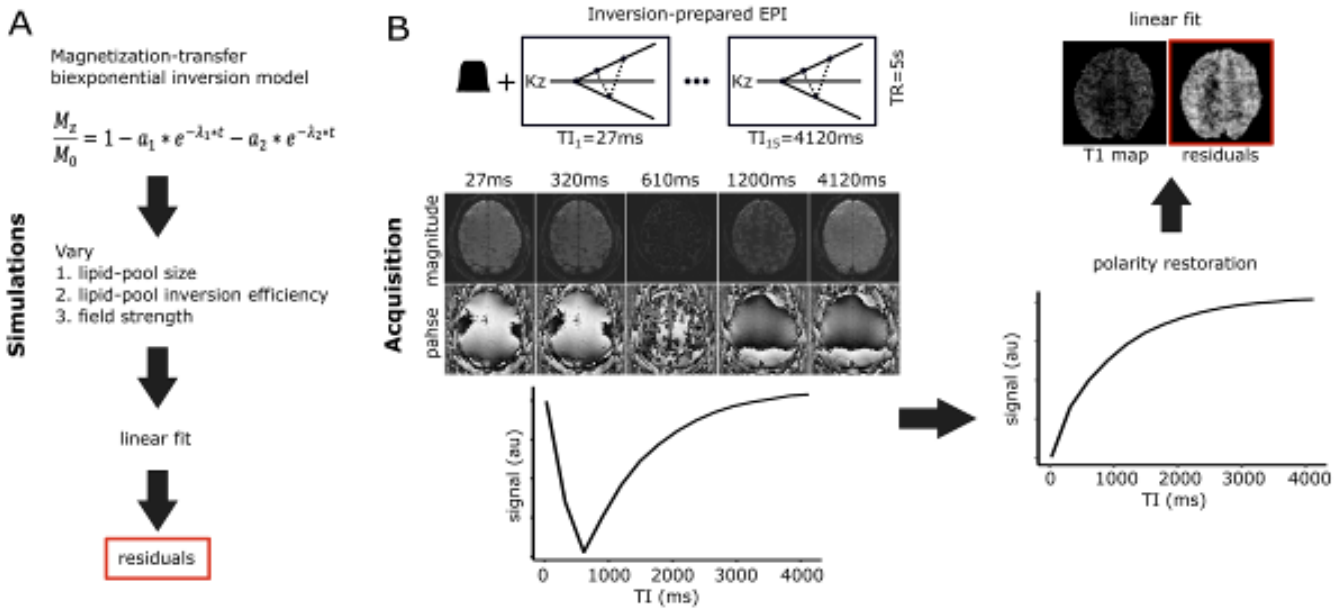 A
Magnetization-transfer
biexponential inversion model
M_z/M_0 = 1 − a_1 * e^{−λ_1*t} − a_2 * e^{−λ_2*t}
Simulations
Vary
1. lipid-pool size
2. lipid-pool inversion efficiency
3. field strength
linear fit
residuals
B
Inversion-prepared EPI
+
Kz
•••
Kz
TR=5s
TI₁=27ms
TI₁₅=4120ms
Acquisition
27ms 320ms 610ms 1200ms 4120ms
magnitude
pahse
signal (au)
0 1000 2000 3000 4000
TI (ms)
linear fit
T1 map
residuals
polarity restoration
signal (au)
0 1000 2000 3000 4000
TI (ms)